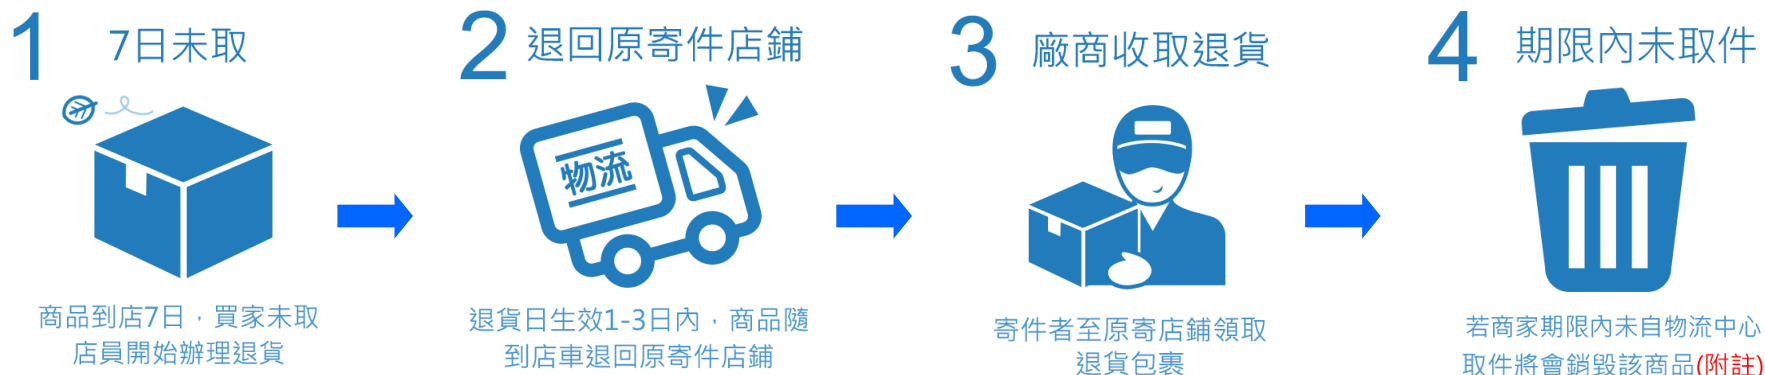 1 7日未取
商品到店7日，買家未取
店員開始辦理退貨
2 退回原寄件店鋪
物流
退貨日生效1-3日內，商品隨
到店車退回原寄件店鋪
3 廠商收取退貨
寄件者至原寄店鋪領取
退貨包裹
4 期限內未取件
若商家期限內未自物流中心
取件將會銷毀該商品(附註)